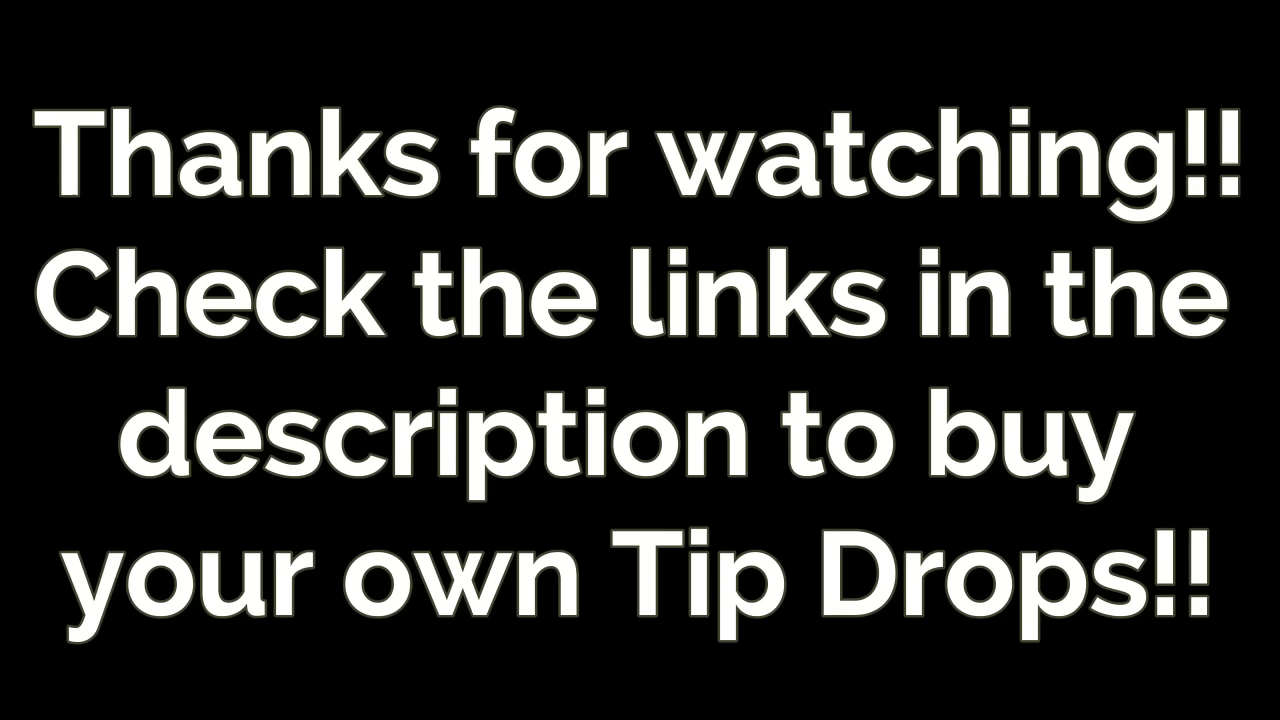 Thanks for watching!!
Check the links in the
description to buy
your own Tip Drops!!